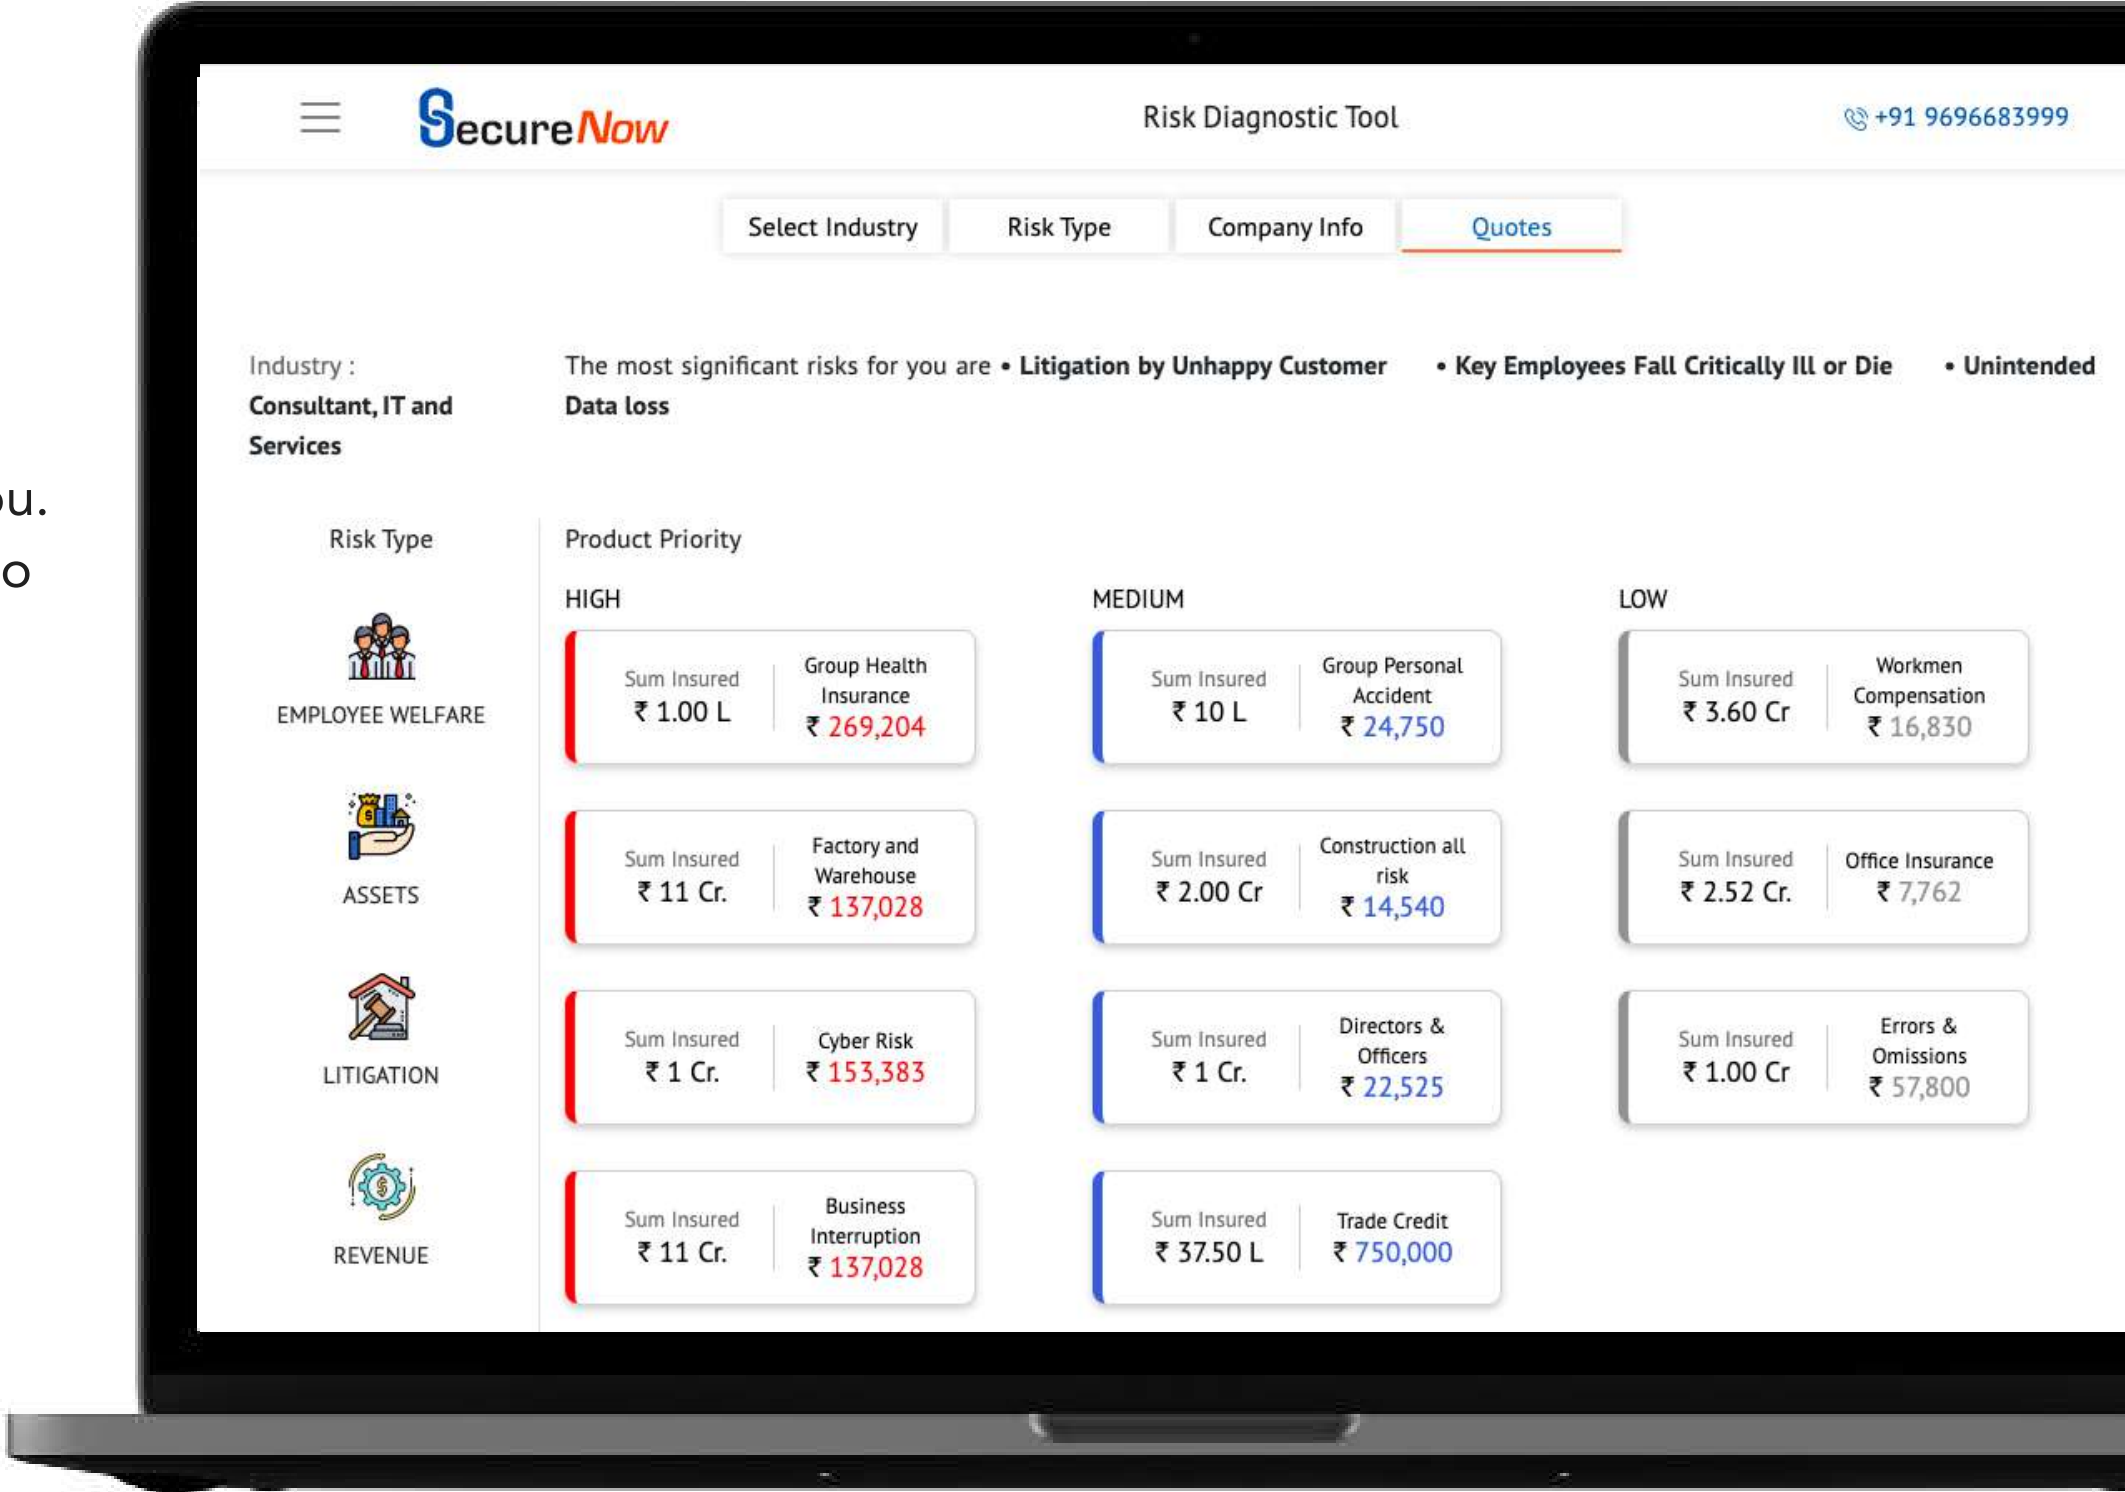 SecureNow
Risk Diagnostic Tool
+91 9696683999
Select Industry
Risk Type
Company Info
Quotes
Industry :
Consultant, IT and
Services
The most significant risks for you are • Litigation by Unhappy Customer • Key Employees Fall Critically Ill or Die • Unintended
Data loss
ou.
o
Risk Type
Product Priority
HIGH
MEDIUM
LOW
EMPLOYEE WELFARE
Sum Insured
₹ 1.00 L
Group Health
Insurance
₹ 269,204
Sum Insured
₹ 10 L
Group Personal
Accident
₹ 24,750
Sum Insured
₹ 3.60 Cr
Workmen
Compensation
₹ 16,830
ASSETS
Sum Insured
₹ 11 Cr.
Factory and
Warehouse
₹ 137,028
Sum Insured
₹ 2.00 Cr
Construction all
risk
₹ 14,540
Sum Insured
₹ 2.52 Cr.
Office Insurance
₹ 7,762
LITIGATION
Sum Insured
₹ 1 Cr.
Cyber Risk
₹ 153,383
Sum Insured
₹ 1 Cr.
Directors &
Officers
₹ 22,525
Sum Insured
₹ 1.00 Cr
Errors &
Omissions
₹ 57,800
REVENUE
Sum Insured
₹ 11 Cr.
Business
Interruption
₹ 137,028
Sum Insured
₹ 37.50 L
Trade Credit
₹ 750,000